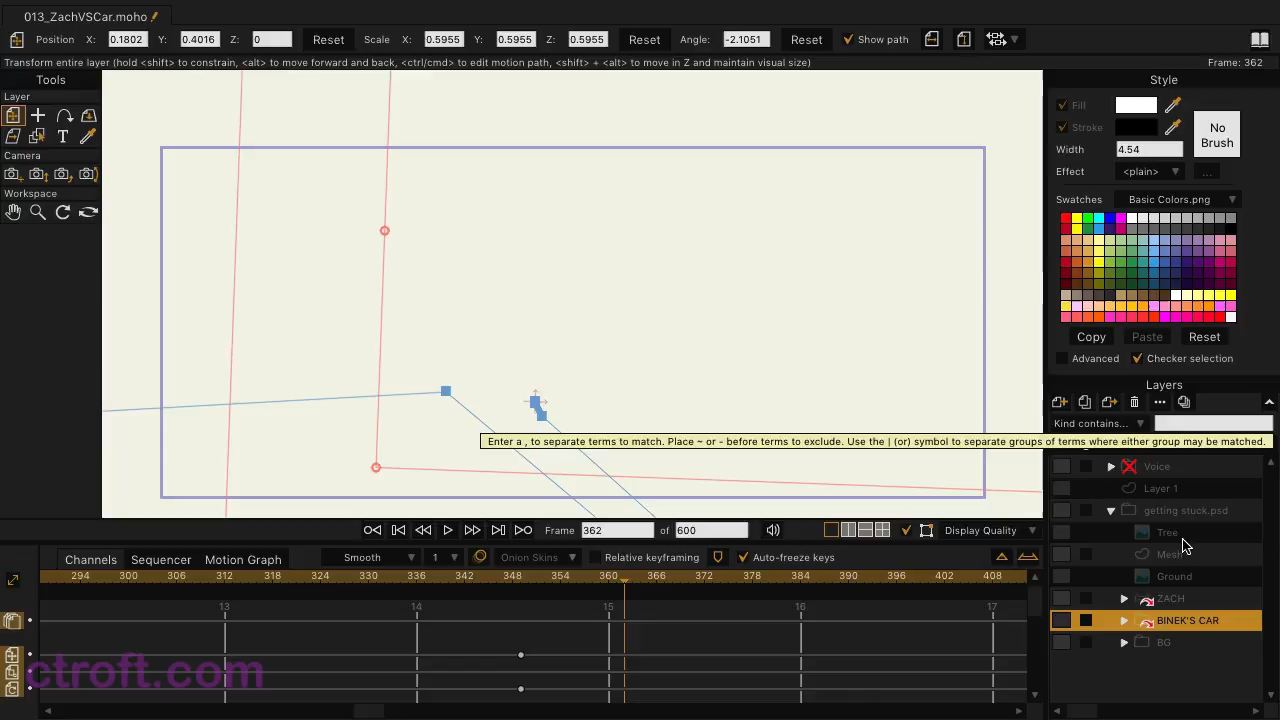 013_ZachVSCar.moho
Position X: 0.1802 Y: 0.4016 Z: 0 Reset Scale X: 0.5955 Y: 0.5955 Z: 0.5955 Reset Angle: -2.1051 Reset Show path
Transform entire layer (hold <shift> to constrain, <alt> to move forward and back, <ctrl/cmd> to edit motion path, <shift> + <alt> to move in Z and maintain visual size) Frame: 362
Tools
Layer
T
Camera
Workspace
Style
Fill
Stroke
No
Brush
Width 4.54
Effect <plain> ...
Swatches Basic Colors.png
Copy Paste Reset
Advanced Checker selection
Layers
Kind contains...
Enter a , to separate terms to match. Place ~ or - before terms to exclude. Use the | (or) symbol to separate groups of terms where either group may be matched.
Voice
Layer 1
getting stuck.psd
Tree
Mesh
Ground
ZACH
BINEK'S CAR
BG
Frame 362 of 600 Display Quality
Channels Sequencer Motion Graph Smooth 1 Onion Skins Relative keyframing Auto-freeze keys
294 300 306 312 318 324 330 336 342 348 354 360 366 372 378 384 390 396 402 408
13 14 15 16 17
ctroft.com